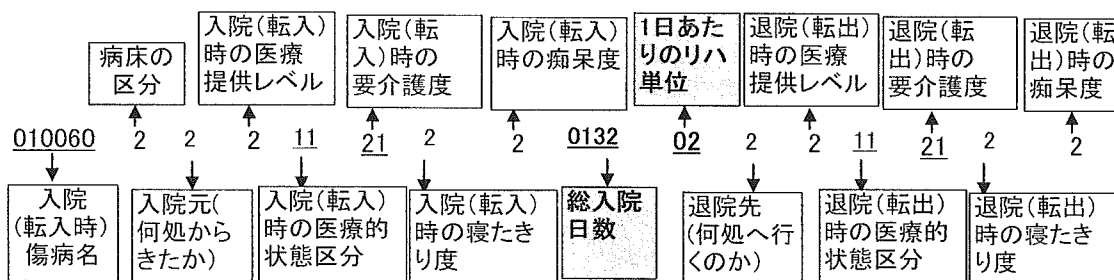 病床の
区分
入院(転入)
時の医療
提供レベル
入院(転
入)時の
要介護度
入院(転入)
時の痴呆度
1日あた
りのリハ
単位
退院(転出)
時の医療
提供レベル
退院(転
出)時の
要介護度
退院(転
出)時の
痴呆度
010060 2 2 2 11 21 2 2 0132 02 2 2 11 21 2 2
入院
(転入時)
傷病名
入院元(
何処から
きたか)
入院(転入)
時の医療的
状態区分
入院(転入)
時の寝たき
り度
総入院
日数
退院先
(何処へ行
くのか)
退院(転出)
時の医療的
状態区分
退院(転出)
時の寝たき
り度